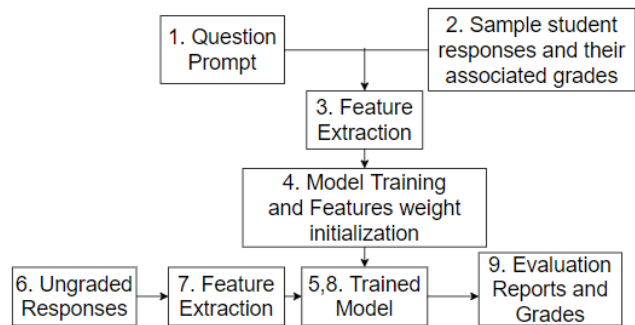 1. Question
Prompt
2. Sample student
responses and their
associated grades
3. Feature
Extraction
4. Model Training
and Features weight
initialization
6. Ungraded
Responses
7. Feature
Extraction
5,8. Trained
Model
9. Evaluation
Reports and
Grades